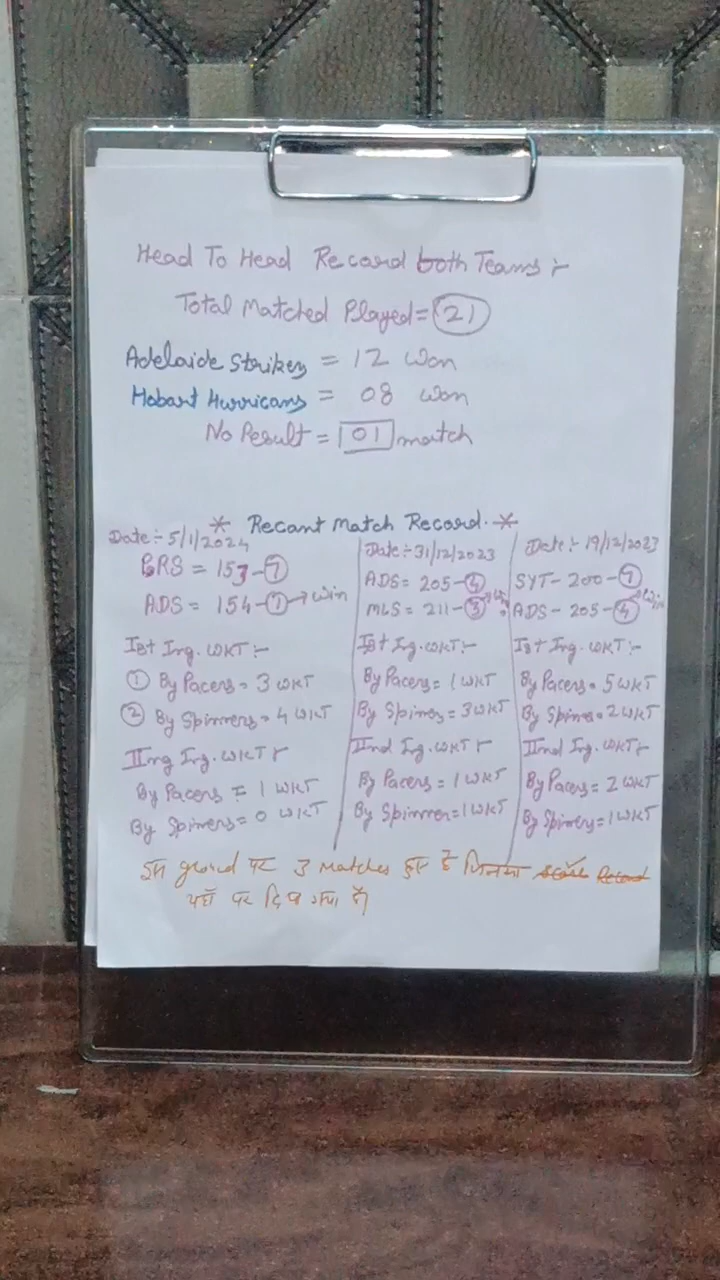 Head To Head Record both Teams :-
Total Matched Played = 21
Adelaide Strikers = 12 Won
Hobart Hurricans = 08 Won
No Result = 01 match
* Recant Match Record. *
Date :- 5/1/2024
BRS = 153-7
ADS = 154-1 → win
Ist Ing. WKT :-
1 By Pacers = 3 WKT
2 By Spinners = 4 WKT
IIng Ing. WKT :-
By Pacers = 1 WKT
By Spiners = 0 WKT
Date :- 31/12/2023
ADS = 205-4
MLS = 211-3
Ist Ing. WKT :-
By Pacers = 1 WKT
By Spiners = 3 WKT
IInd Ing. WKT :-
By Pacers = 1 WKT
By Spinner = 1 WKT
Date :- 19/12/2023
SYT - 200-7
ADS - 205-4
Ist Ing. WKT :-
By Pacers = 5 WKT
By Spiners = 2 WKT
IInd Ing. WKT :-
By Pacers = 2 WKT
By Spiners = 1 WKT
इस ground पर 3 matches हुए हैं जिनका Record
यहाँ पर दिया गया है।